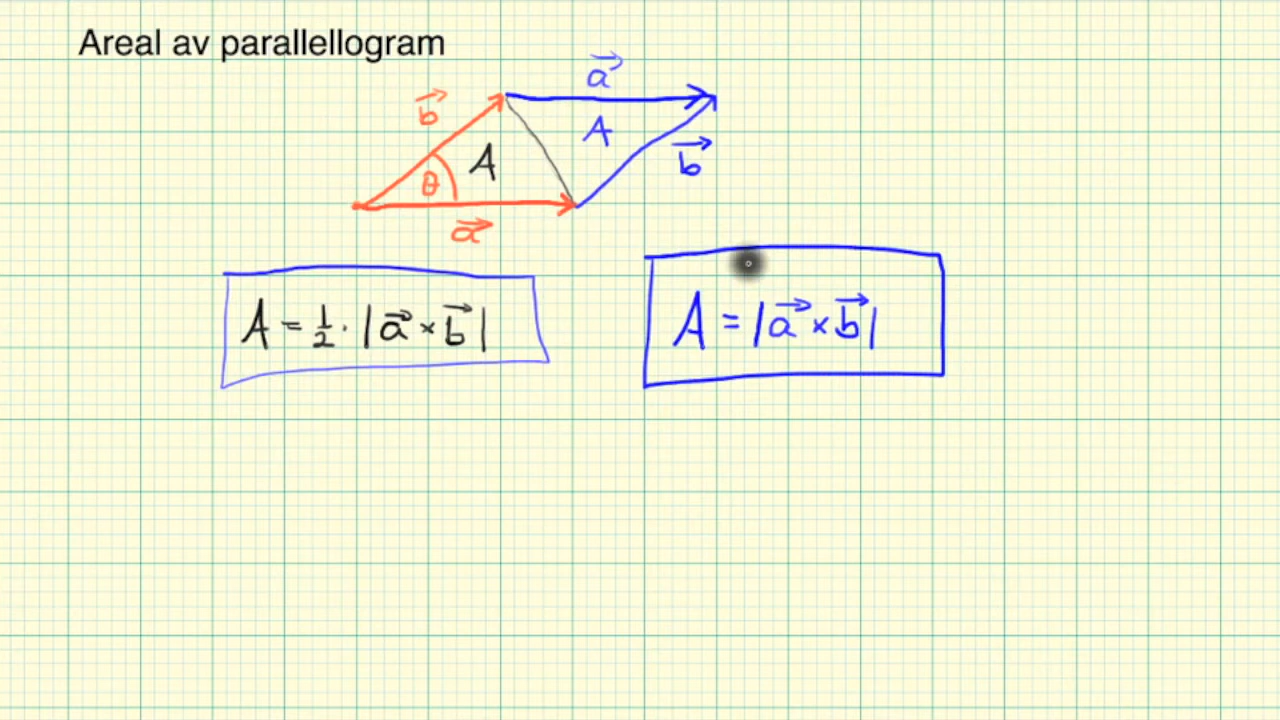 Areal av parallellogram
a⃗
b⃗
A
A
b⃗
θ
a⃗
A = ½ · |a⃗ × b⃗|
A = |a⃗ × b⃗|